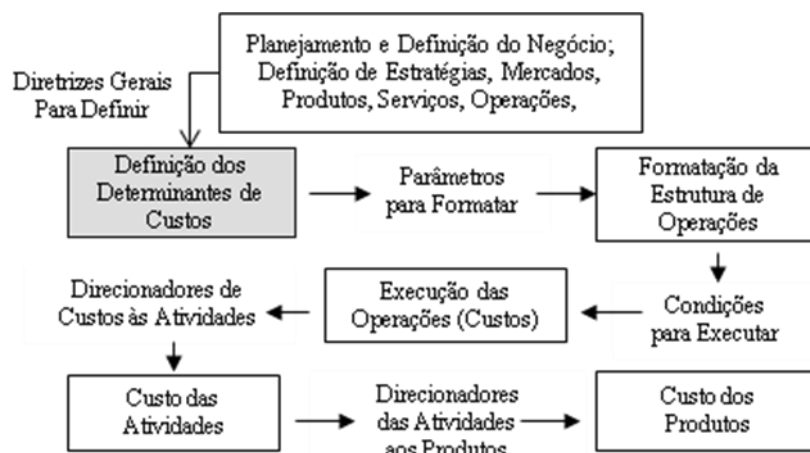 Planejamento e Definição do Negócio;
Definição de Estratégias, Mercados,
Produtos, Serviços, Operações,
Diretrizes Gerais
Para Definir
Definição dos
Determinantes de
Custos
Parâmetros
para Formatar
Formatação da
Estrutura de
Operações
Condições
para Executar
Execução das
Operações (Custos)
Direcionadores de
Custos às Atividades
Custo das
Atividades
Direcionadores
das Atividades
aos Produtos
Custo dos
Produtos